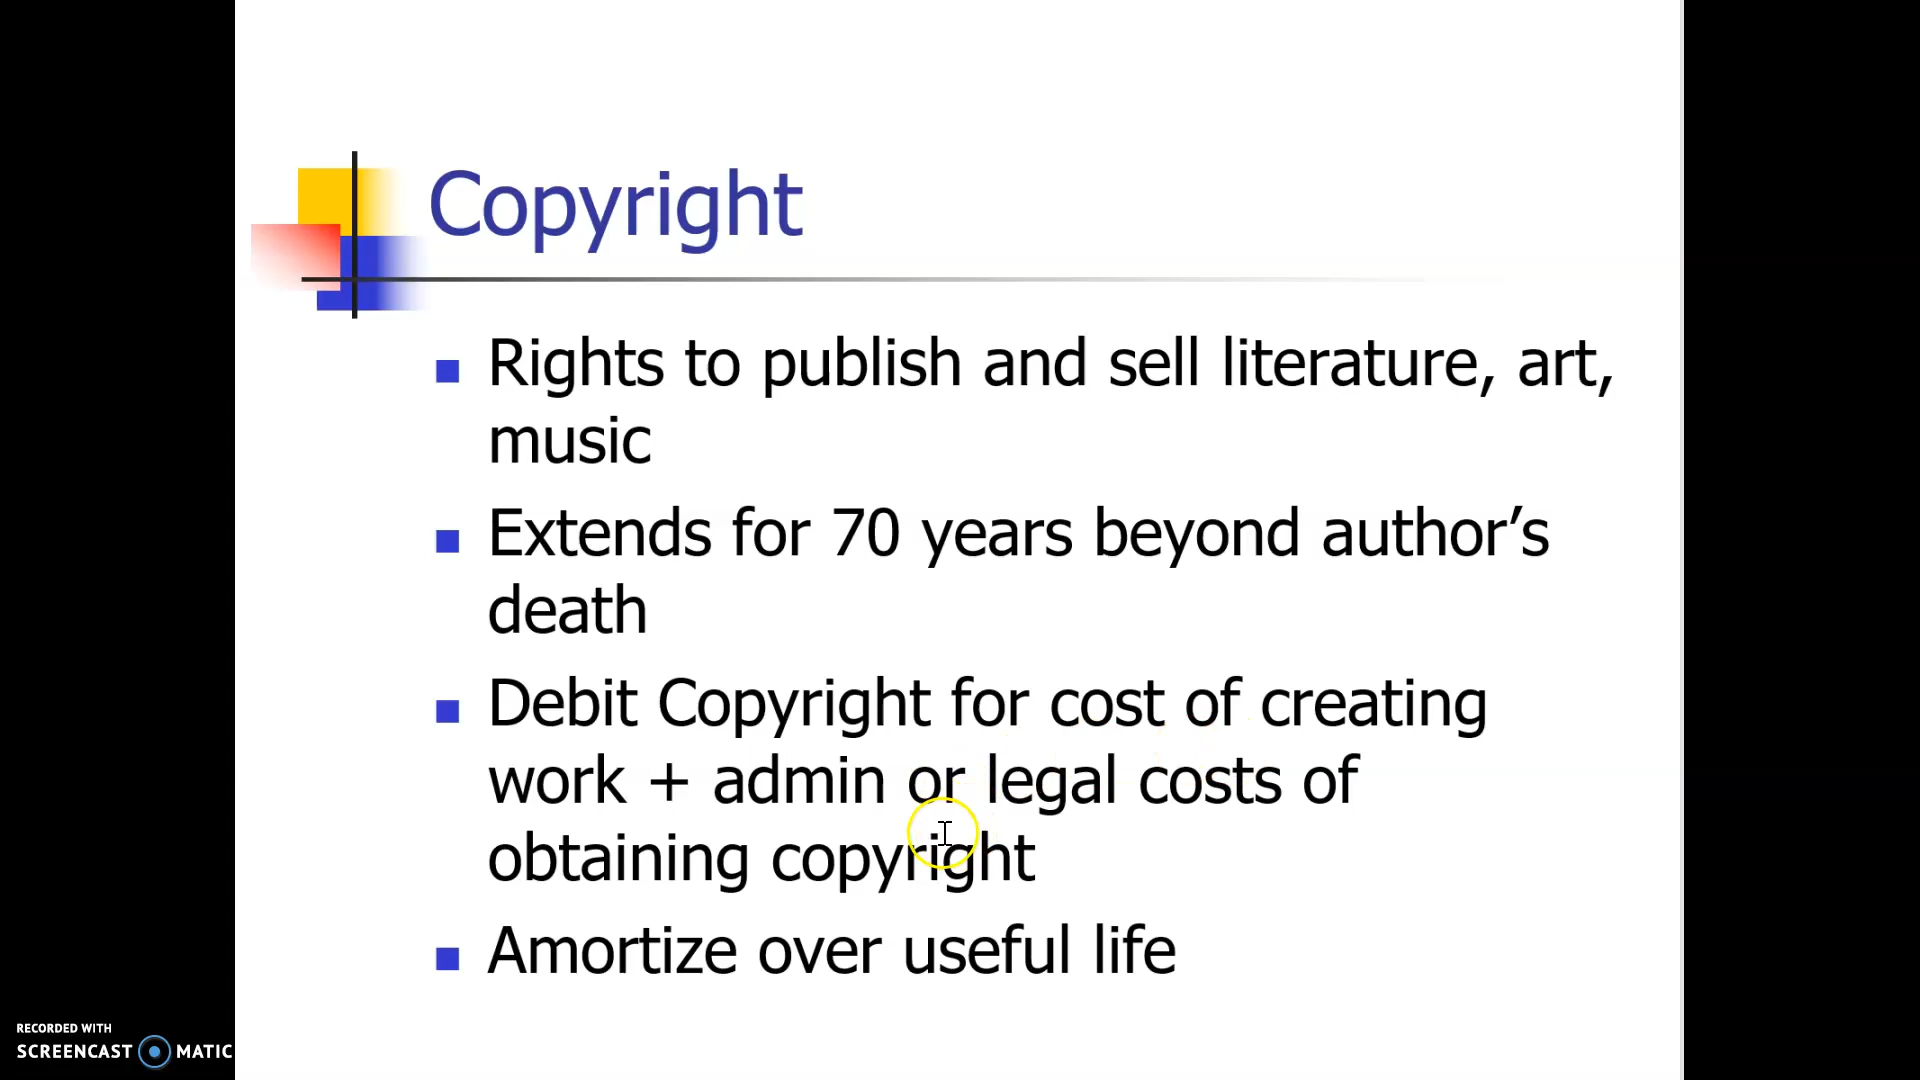 Copyright
Rights to publish and sell literature, art,
music
Extends for 70 years beyond author’s
death
Debit Copyright for cost of creating
work + admin or legal costs of
obtaining copyright
Amortize over useful life
RECORDED WITH
SCREENCAST MATIC